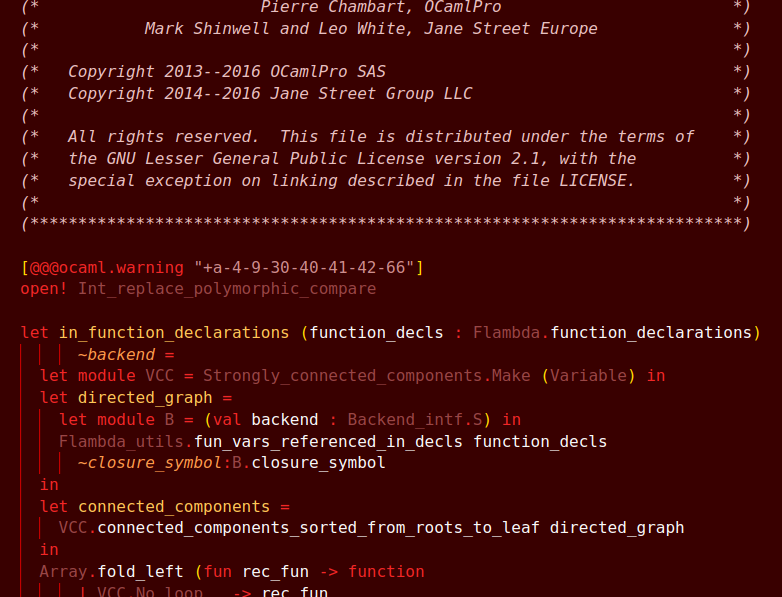 (*                       Pierre Chambart, OCamlPro                        *)
(*           Mark Shinwell and Leo White, Jane Street Europe              *)
(*                                                                        *)
(*   Copyright 2013--2016 OCamlPro SAS                                    *)
(*   Copyright 2014--2016 Jane Street Group LLC                           *)
(*                                                                        *)
(*   All rights reserved.  This file is distributed under the terms of    *)
(*   the GNU Lesser General Public License version 2.1, with the          *)
(*   special exception on linking described in the file LICENSE.          *)
(*                                                                        *)
(**************************************************************************)

[@@@ocaml.warning "+a-4-9-30-40-41-42-66"]
open! Int_replace_polymorphic_compare

let in_function_declarations (function_decls : Flambda.function_declarations)
      ~backend =
  let module VCC = Strongly_connected_components.Make (Variable) in
  let directed_graph =
    let module B = (val backend : Backend_intf.S) in
    Flambda_utils.fun_vars_referenced_in_decls function_decls
      ~closure_symbol:B.closure_symbol
  in
  let connected_components =
    VCC.connected_components_sorted_from_roots_to_leaf directed_graph
  in
  Array.fold_left (fun rec_fun -> function
      | VCC.No_loop _ -> rec_fun